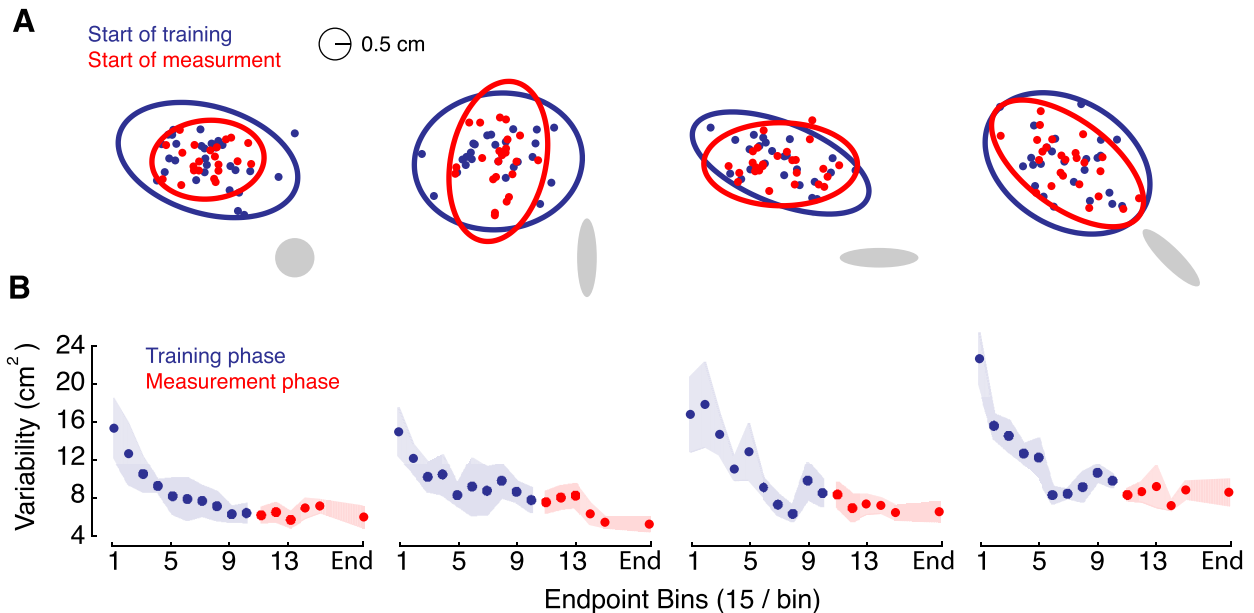 A
Start of training
Start of measurment
0.5 cm
B
Training phase
Measurement phase
Variability (cm²)
24
20
16
12
8
4
1 5 9 13 End
1 5 9 13 End
1 5 9 13 End
1 5 9 13 End
Endpoint Bins (15 / bin)